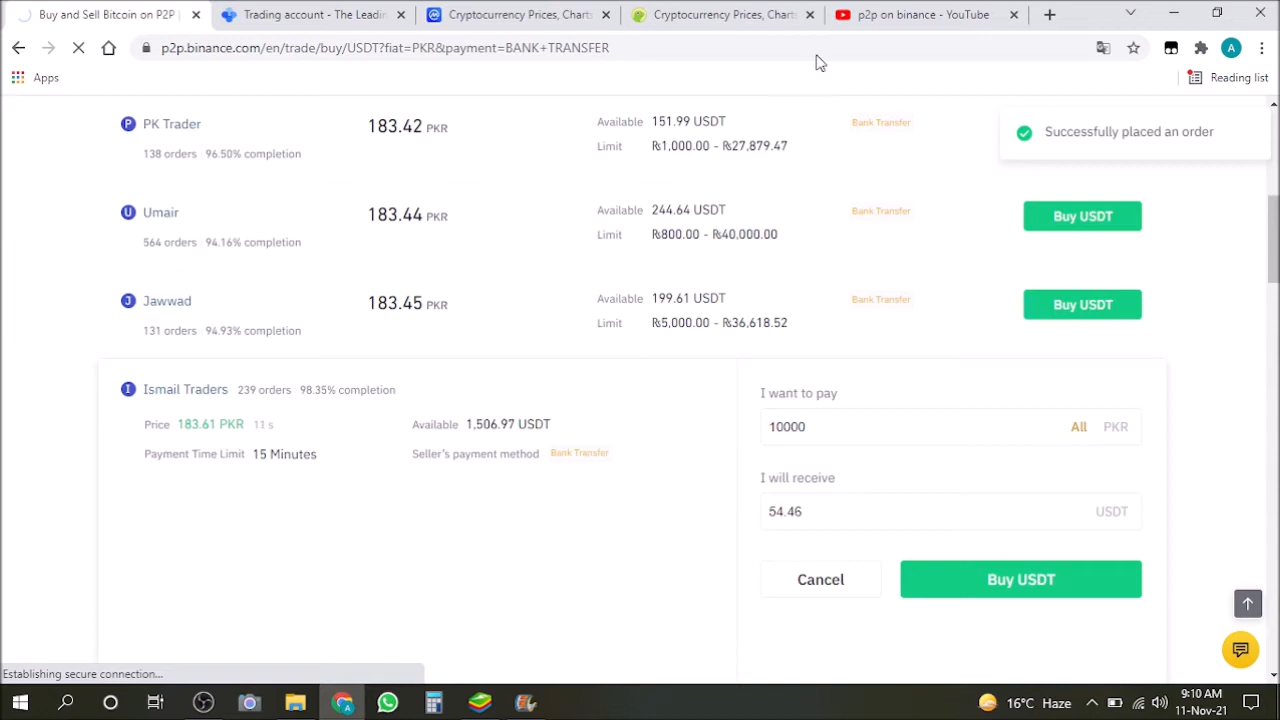 Buy and Sell Bitcoin on P2P
Trading account - The Leadin
Cryptocurrency Prices, Charts
Cryptocurrency Prices, Charts
p2p on binance - YouTube
p2p.binance.com/en/trade/buy/USDT?fiat=PKR&payment=BANK+TRANSFER
A
Apps
Reading list
P PK Trader
183.42 PKR
Available 151.99 USDT
Bank Transfer
138 orders 96.50% completion
Limit ₨1,000.00 - ₨27,879.47
Successfully placed an order
U Umair
183.44 PKR
Available 244.64 USDT
Bank Transfer
Buy USDT
564 orders 94.16% completion
Limit ₨800.00 - ₨40,000.00
J Jawwad
183.45 PKR
Available 199.61 USDT
Bank Transfer
Buy USDT
131 orders 94.93% completion
Limit ₨5,000.00 - ₨36,618.52
I Ismail Traders 239 orders 98.35% completion
Price 183.61 PKR 11 s
Available 1,506.97 USDT
Payment Time Limit 15 Minutes
Seller's payment method Bank Transfer
I want to pay
10000 All PKR
I will receive
54.46 USDT
Cancel
Buy USDT
Establishing secure connection...
16°C Haze
9:10 AM
11-Nov-21